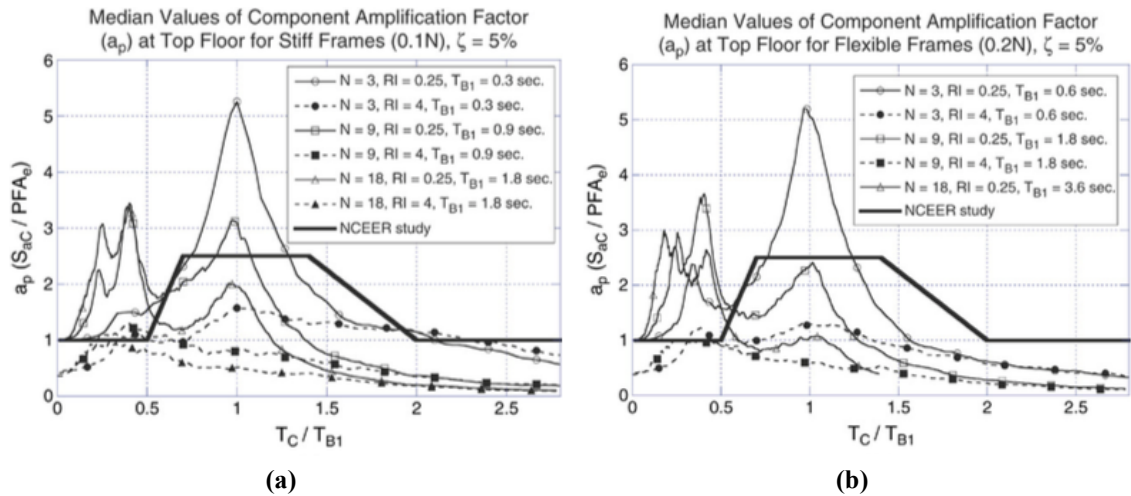 Median Values of Component Amplification Factor
(aₚ) at Top Floor for Stiff Frames (0.1N), ζ = 5%
6
5
4
3
2
1
0
aₚ (SₐC / PFAₑ)
N = 3, RI = 0.25, T_B1 = 0.3 sec.
N = 3, RI = 4, T_B1 = 0.3 sec.
N = 9, RI = 0.25, T_B1 = 0.9 sec.
N = 9, RI = 4, T_B1 = 0.9 sec.
N = 18, RI = 0.25, T_B1 = 1.8 sec.
N = 18, RI = 4, T_B1 = 1.8 sec.
NCEER study
0 0.5 1 1.5 2 2.5
T_C / T_B1
(a)
Median Values of Component Amplification Factor
(aₚ) at Top Floor for Flexible Frames (0.2N), ζ = 5%
6
5
4
3
2
1
0
aₚ (SₐC / PFAₑ)
N = 3, RI = 0.25, T_B1 = 0.6 sec.
N = 3, RI = 4, T_B1 = 0.6 sec.
N = 9, RI = 0.25, T_B1 = 1.8 sec.
N = 9, RI = 4, T_B1 = 1.8 sec.
N = 18, RI = 0.25, T_B1 = 3.6 sec.
NCEER study
0 0.5 1 1.5 2 2.5
T_C / T_B1
(b)